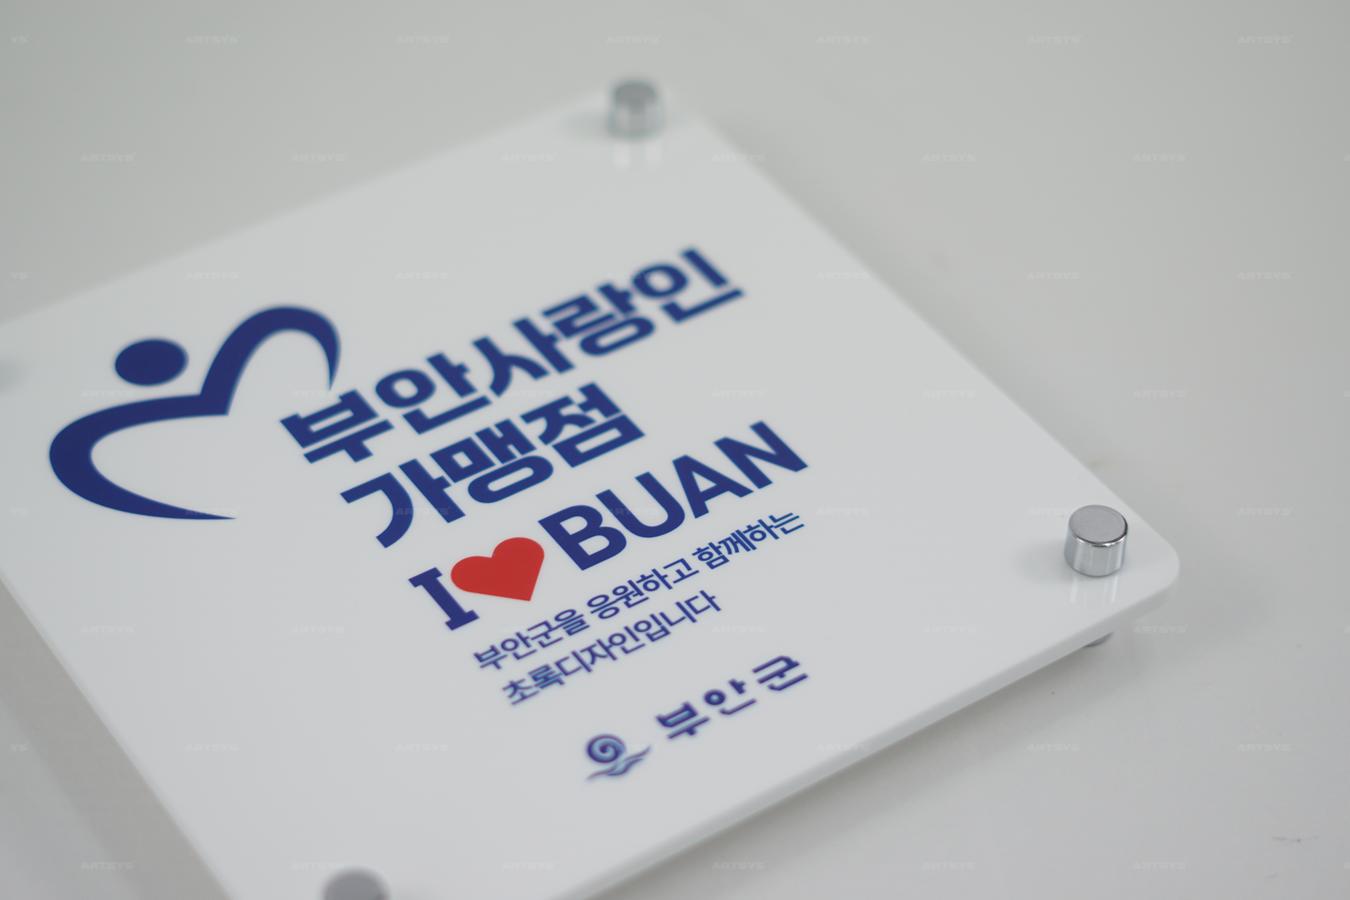 부안사랑인
가맹점
I ❤ BUAN
부안군을 응원하고 함께하는
초록디자인입니다
부안군
ARTSYS